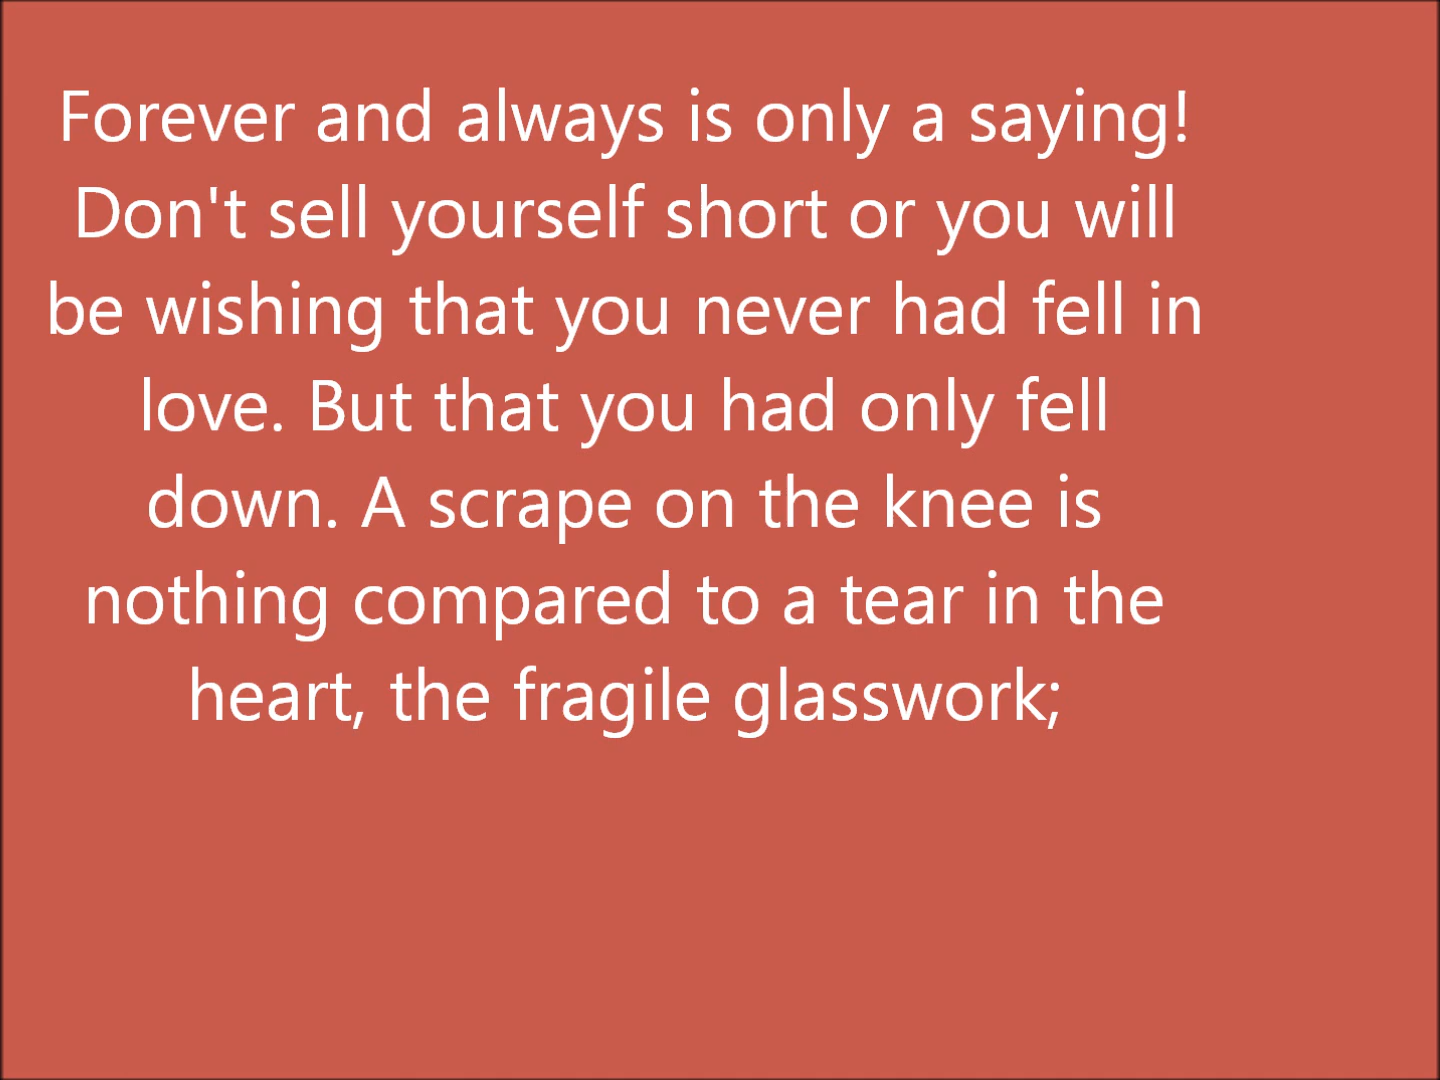 Forever and always is only a saying!
Don't sell yourself short or you will
be wishing that you never had fell in
love. But that you had only fell
down. A scrape on the knee is
nothing compared to a tear in the
heart, the fragile glasswork;